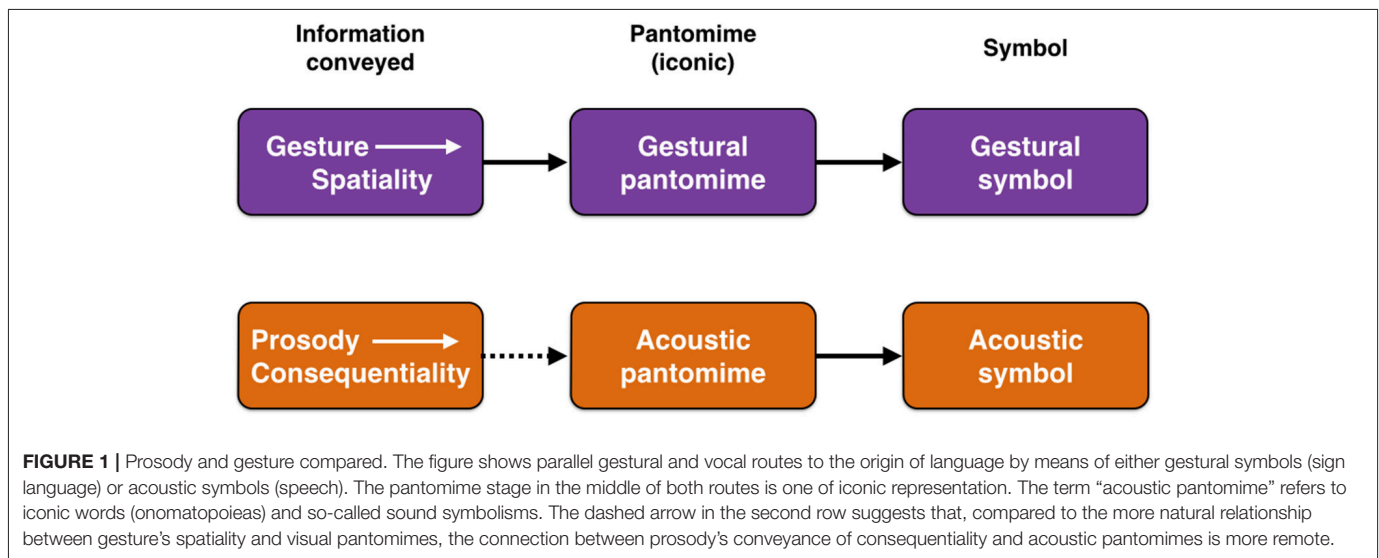 Information
conveyed
Pantomime
(iconic)
Symbol
Gesture
Spatiality
Gestural
pantomime
Gestural
symbol
Prosody
Consequentiality
Acoustic
pantomime
Acoustic
symbol
FIGURE 1 | Prosody and gesture compared. The figure shows parallel gestural and vocal routes to the origin of language by means of either gestural symbols (sign
language) or acoustic symbols (speech). The pantomime stage in the middle of both routes is one of iconic representation. The term “acoustic pantomime” refers to
iconic words (onomatopoieas) and so-called sound symbolisms. The dashed arrow in the second row suggests that, compared to the more natural relationship
between gesture’s spatiality and visual pantomimes, the connection between prosody’s conveyance of consequentiality and acoustic pantomimes is more remote.